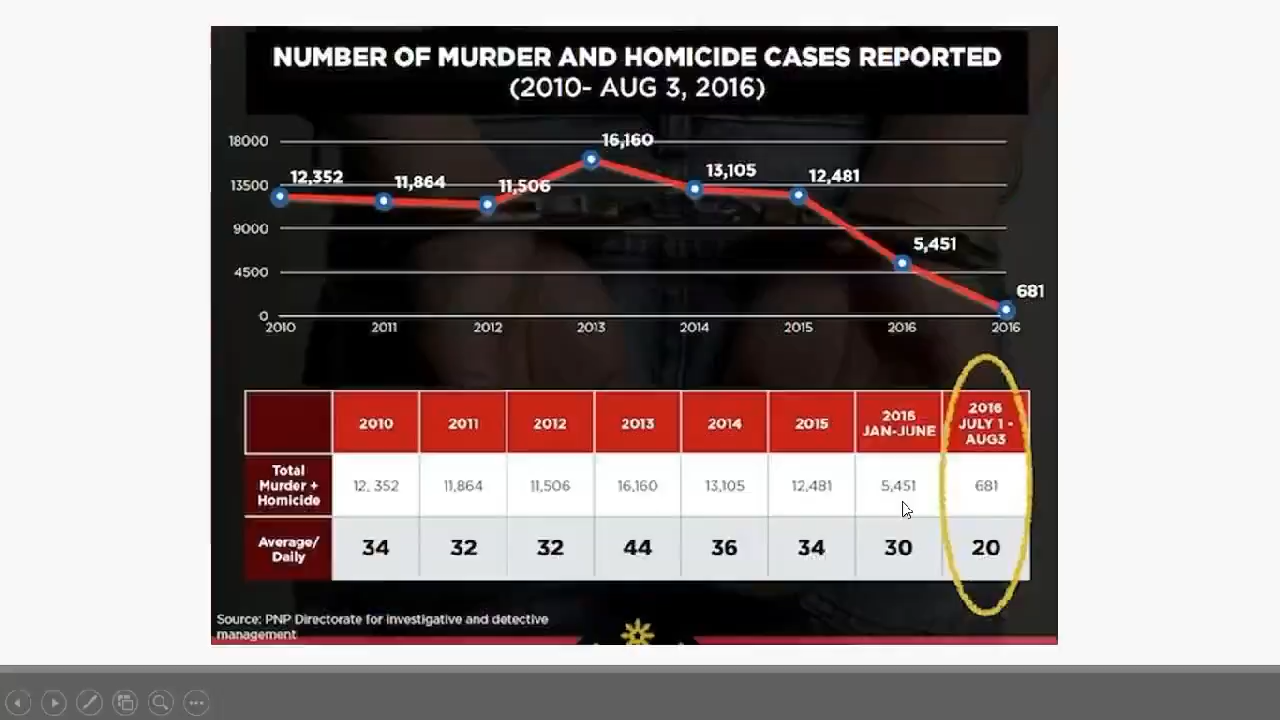 NUMBER OF MURDER AND HOMICIDE CASES REPORTED
(2010- AUG 3, 2016)
18000
13500
9000
4500
0
12,352
11,864
11,506
16,160
13,105
12,481
5,451
681
2010 2011 2012 2013 2014 2015 2016 2016
2010 2011 2012 2013 2014 2015 2016 JAN-JUNE 2016 JULY 1 - AUG3
Total Murder + Homicide 12, 352 11,864 11,506 16,160 13,105 12,481 5,451 681
Average/ Daily 34 32 32 44 36 34 30 20
Source: PNP Directorate for investigative and detective
management